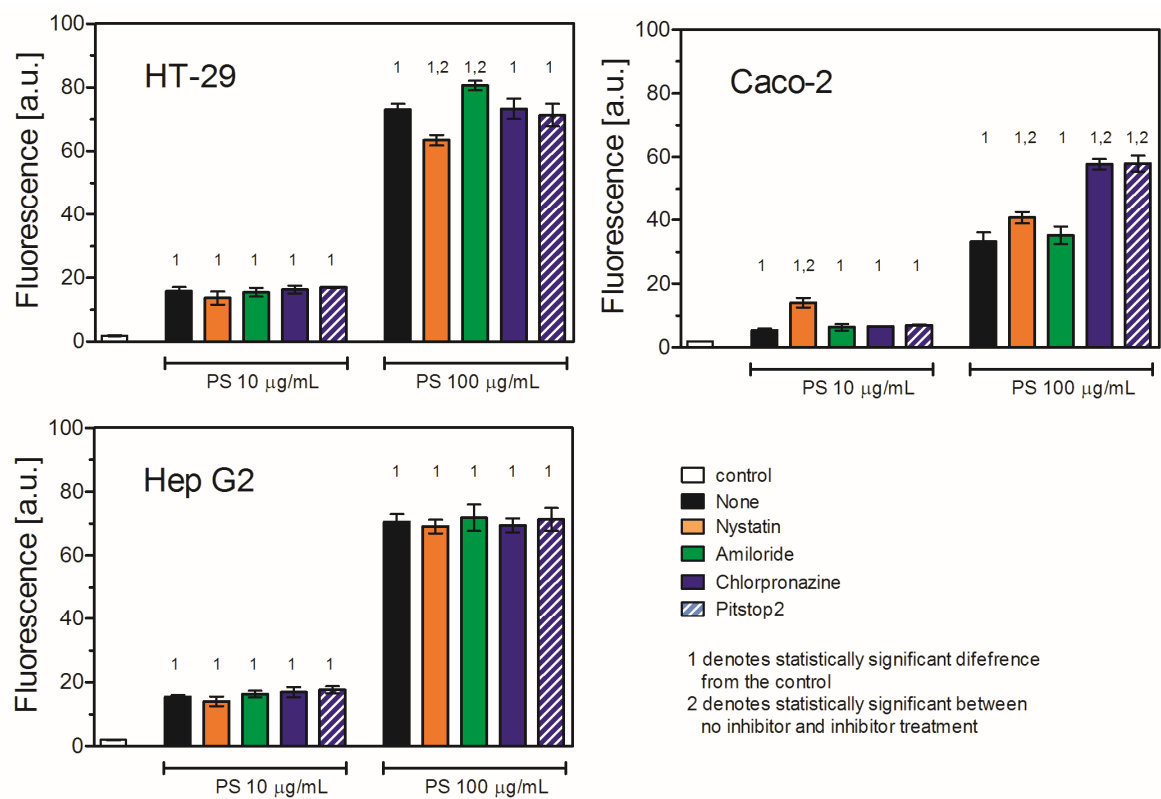 HT-29
Fluorescence [a.u.]
100
80
60
40
20
0
1 1 1 1 1
1 1,2 1,2 1 1
PS 10 µg/mL
PS 100 µg/mL
Caco-2
Fluorescence [a.u.]
100
80
60
40
20
0
1 1,2 1 1 1
1 1,2 1 1,2 1,2
PS 10 µg/mL
PS 100 µg/mL
Hep G2
Fluorescence [a.u.]
100
80
60
40
20
0
1 1 1 1 1
1 1 1 1 1
PS 10 µg/mL
PS 100 µg/mL
control
None
Nystatin
Amiloride
Chlorpronazine
Pitstop2
1 denotes statistically significant difefrence
from the control
2 denotes statistically significant between
no inhibitor and inhibitor treatment